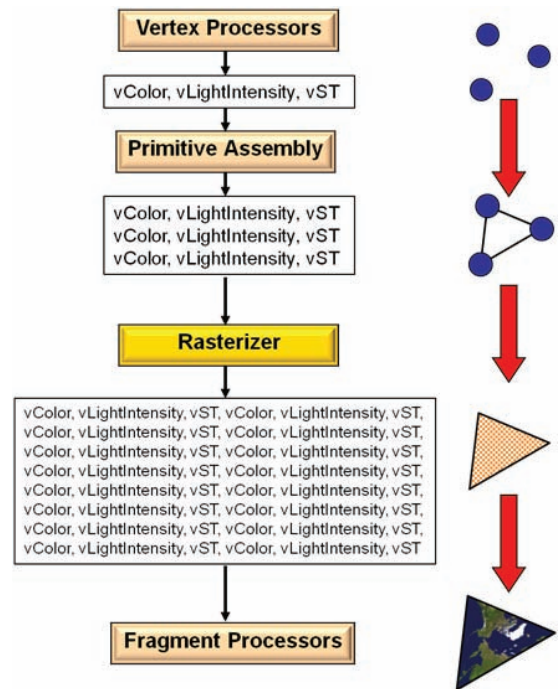 Vertex Processors
vColor, vLightIntensity, vST
Primitive Assembly
vColor, vLightIntensity, vST
vColor, vLightIntensity, vST
vColor, vLightIntensity, vST
Rasterizer
vColor, vLightIntensity, vST, vColor, vLightIntensity, vST,
vColor, vLightIntensity, vST, vColor, vLightIntensity, vST,
vColor, vLightIntensity, vST, vColor, vLightIntensity, vST,
vColor, vLightIntensity, vST, vColor, vLightIntensity, vST,
vColor, vLightIntensity, vST, vColor, vLightIntensity, vST,
vColor, vLightIntensity, vST, vColor, vLightIntensity, vST,
vColor, vLightIntensity, vST, vColor, vLightIntensity, vST,
vColor, vLightIntensity, vST, vColor, vLightIntensity, vST
Fragment Processors